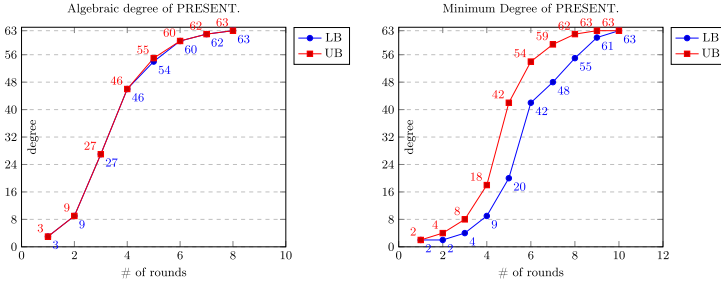 Algebraic degree of PRESENT.
63
56
48
40
32
24
16
8
0
degree
0 2 4 6 8 10
# of rounds
3 9 27 46 55 60 62 63
3 9 27 46 54 60 62 63
LB
UB
Minimum Degree of PRESENT.
63
56
48
40
32
24
16
8
0
degree
0 2 4 6 8 10 12
# of rounds
2 4 8 18 42 54 59 62 63 63
2 2 4 9 20 42 48 55 61 63
LB
UB